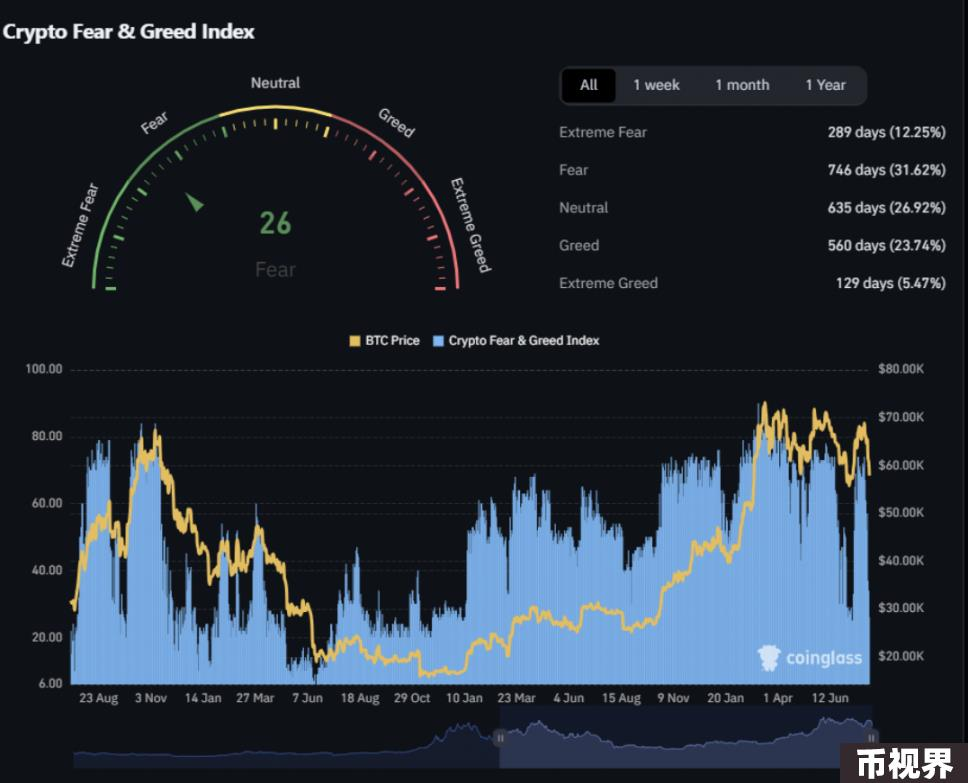 Crypto Fear & Greed Index
Neutral
Fear
Greed
Extreme Fear
Extreme Greed
26
Fear
All 1 week 1 month 1 Year
Extreme Fear 289 days (12.25%)
Fear 746 days (31.62%)
Neutral 635 days (26.92%)
Greed 560 days (23.74%)
Extreme Greed 129 days (5.47%)
BTC Price Crypto Fear & Greed Index
100.00 $80.00K
$70.00K
80.00
$60.00K
60.00
$50.00K
$40.00K
40.00
$30.00K
20.00
$20.00K
coinglass
6.00
23 Aug 3 Nov 14 Jan 27 Mar 7 Jun 18 Aug 29 Oct 10 Jan 23 Mar 4 Jun 15 Aug 9 Nov 20 Jan 1 Apr 12 Jun
币视界